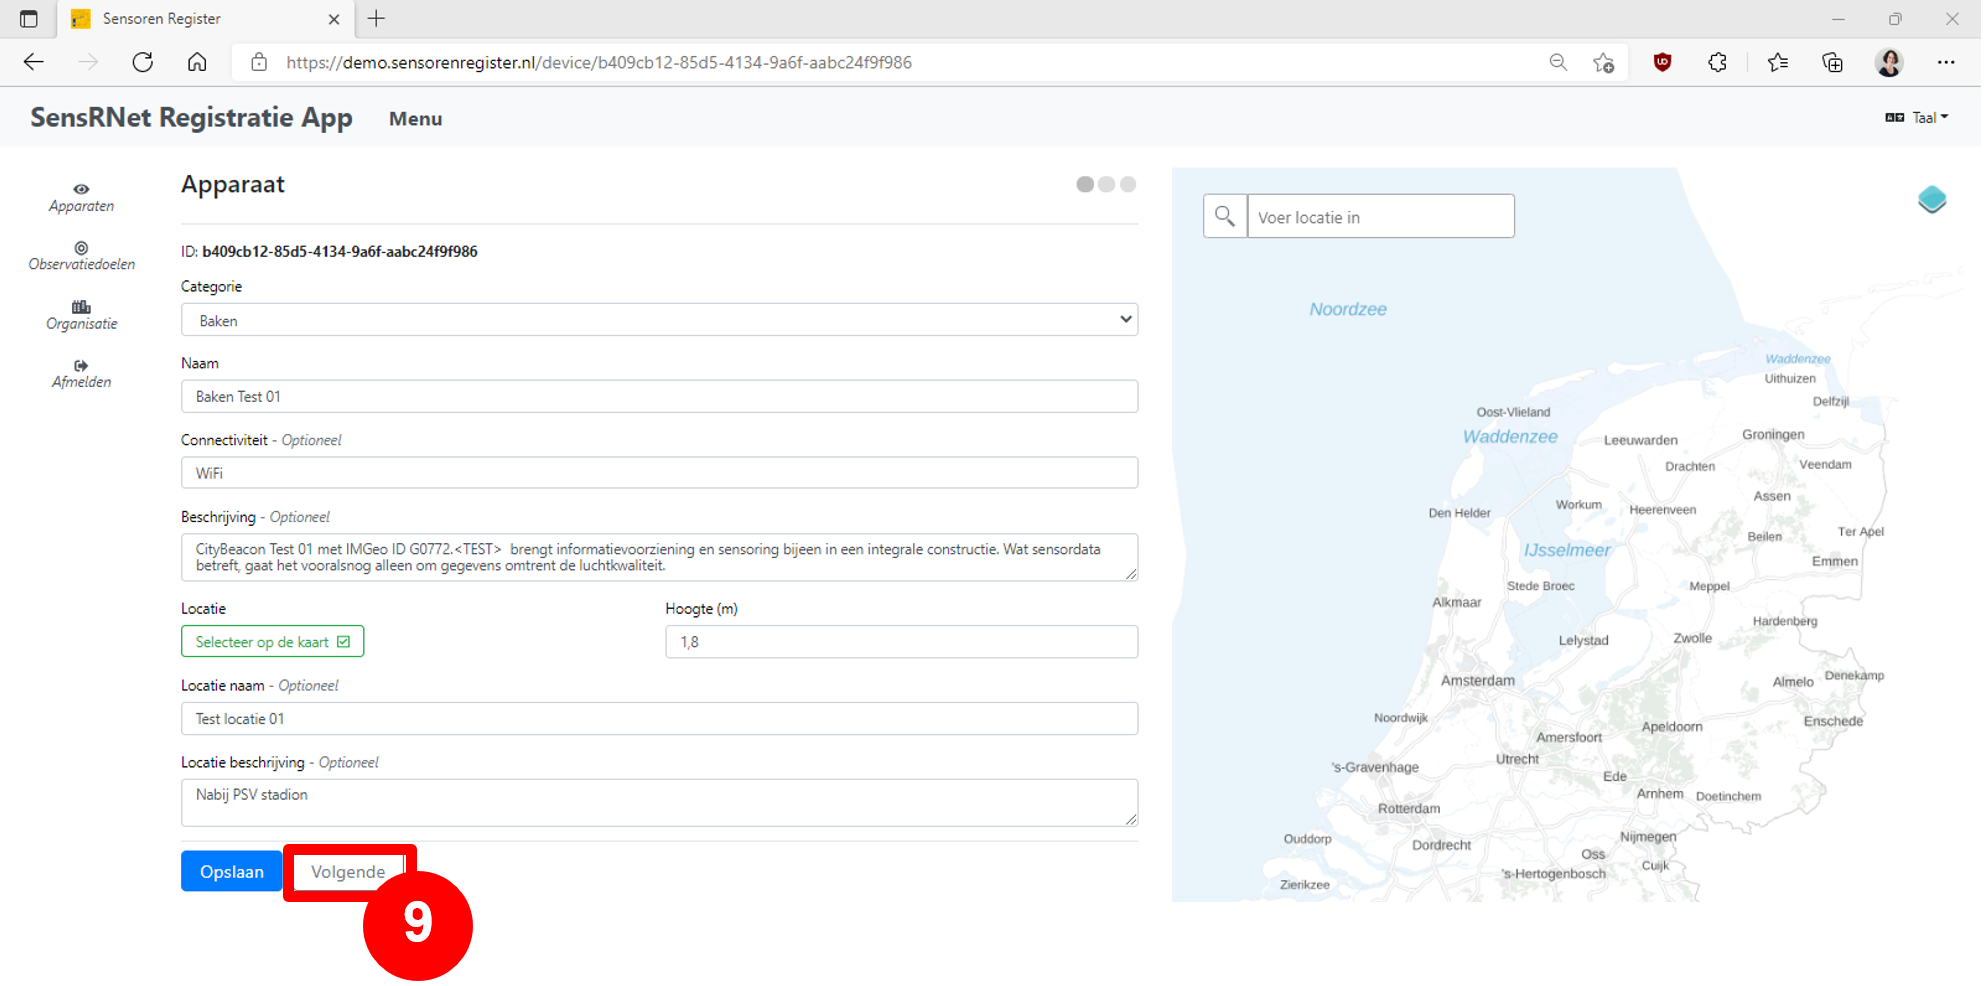 Sensoren Register
https://demo.sensorenregister.nl/device/b409cb12-85d5-4134-9a6f-aabc24f9f986
SensRNet Registratie App
Menu
Taal
Apparaten
Observatiedoelen
Organisatie
Afmelden
Apparaat
ID: b409cb12-85d5-4134-9a6f-aabc24f9f986
Categorie
Baken
Naam
Baken Test 01
Connectiviteit - Optioneel
WiFi
Beschrijving - Optioneel
CityBeacon Test 01 met IMGeo ID G0772.<TEST>  brengt informatievoorziening en sensoring bijeen in een integrale constructie. Wat sensordata
betreft, gaat het vooralsnog alleen om gegevens omtrent de luchtkwaliteit.
Locatie
Hoogte (m)
Selecteer op de kaart
1,8
Locatie naam - Optioneel
Test locatie 01
Locatie beschrijving - Optioneel
Nabij PSV stadion
Opslaan
Volgende
9
Voer locatie in
Noordzee
Waddenzee
Uithuizen
Delfzijl
Oost-Vlieland
Waddenzee
Leeuwarden
Groningen
Drachten
Veendam
Assen
Workum
Heerenveen
Den Helder
Ter Apel
Beilen
IJsselmeer
Emmen
Stede Broec
Meppel
Alkmaar
Hardenberg
Lelystad
Zwolle
Amsterdam
Almelo
Denekamp
Noordwijk
Enschede
Apeldoorn
Amersfoort
Utrecht
's-Gravenhage
Ede
Arnhem
Doetinchem
Rotterdam
Ouddorp
Nijmegen
Dordrecht
Oss
Cuijk
's-Hertogenbosch
Zierikzee